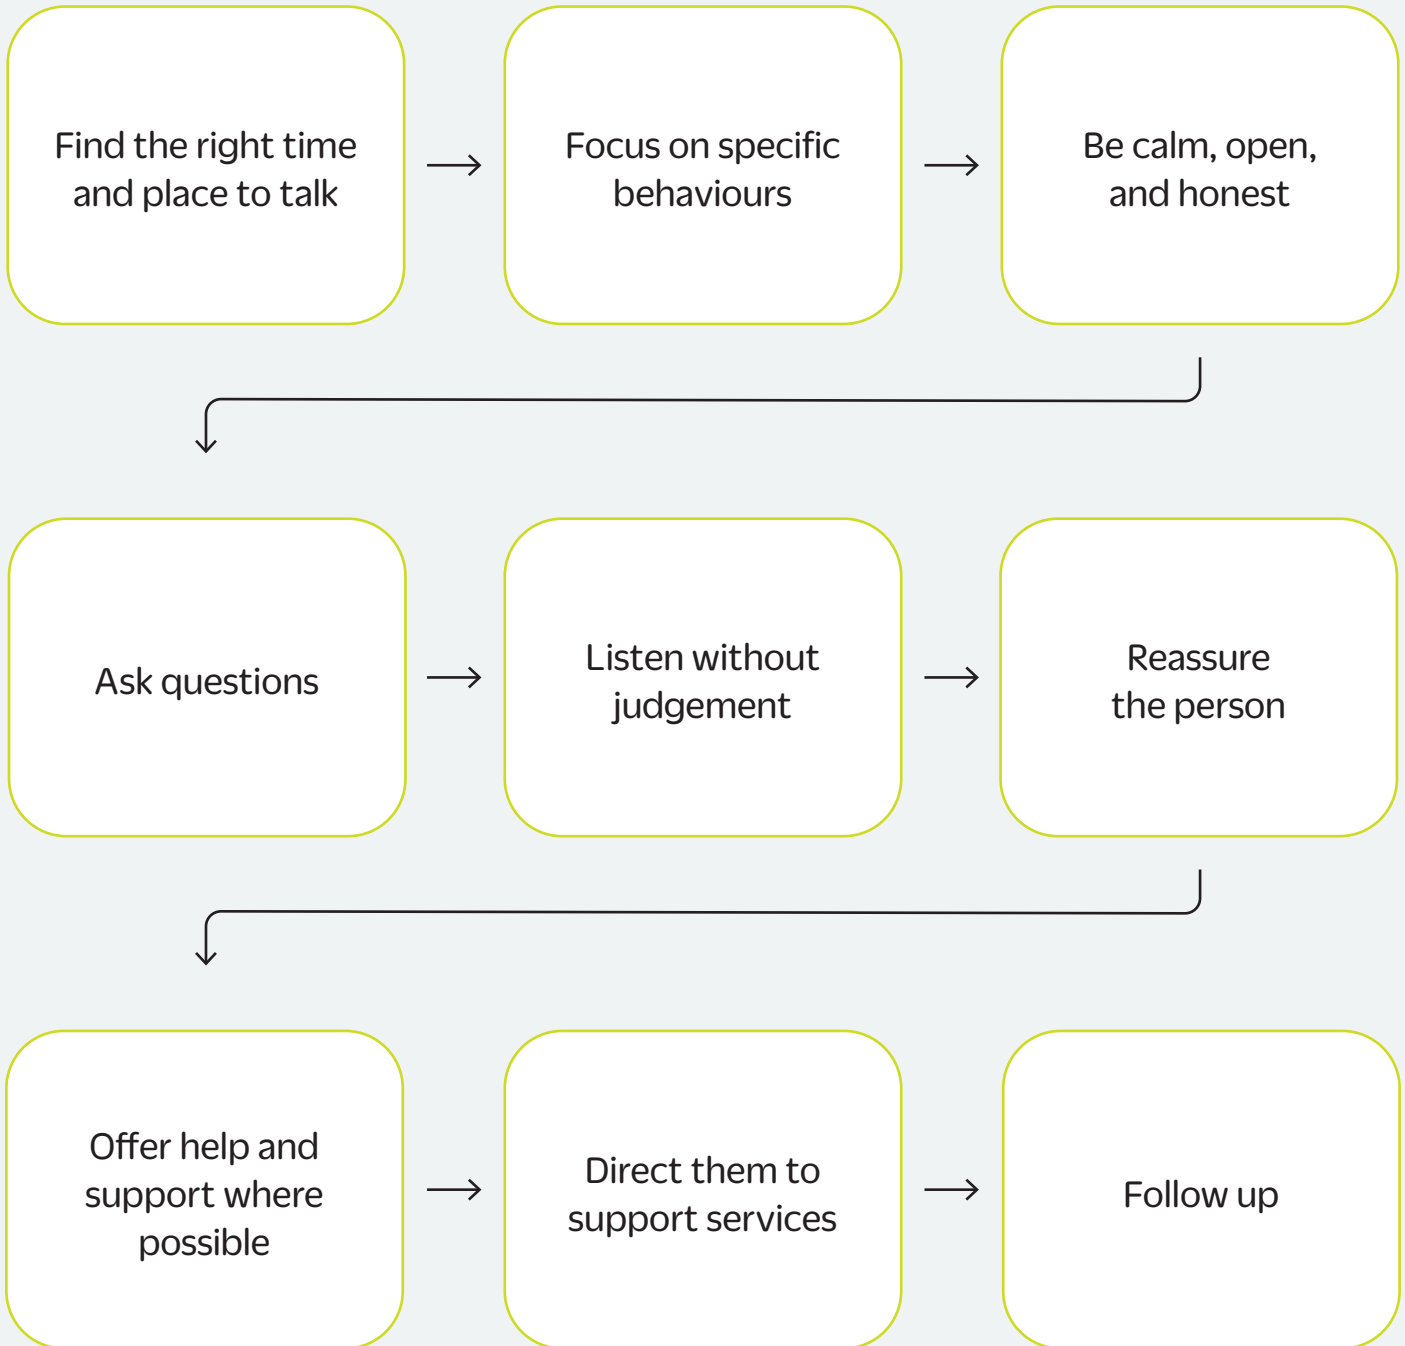 Find the right time
and place to talk
Focus on specific
behaviours
Be calm, open,
and honest
Ask questions
Listen without
judgement
Reassure
the person
Offer help and
support where
possible
Direct them to
support services
Follow up